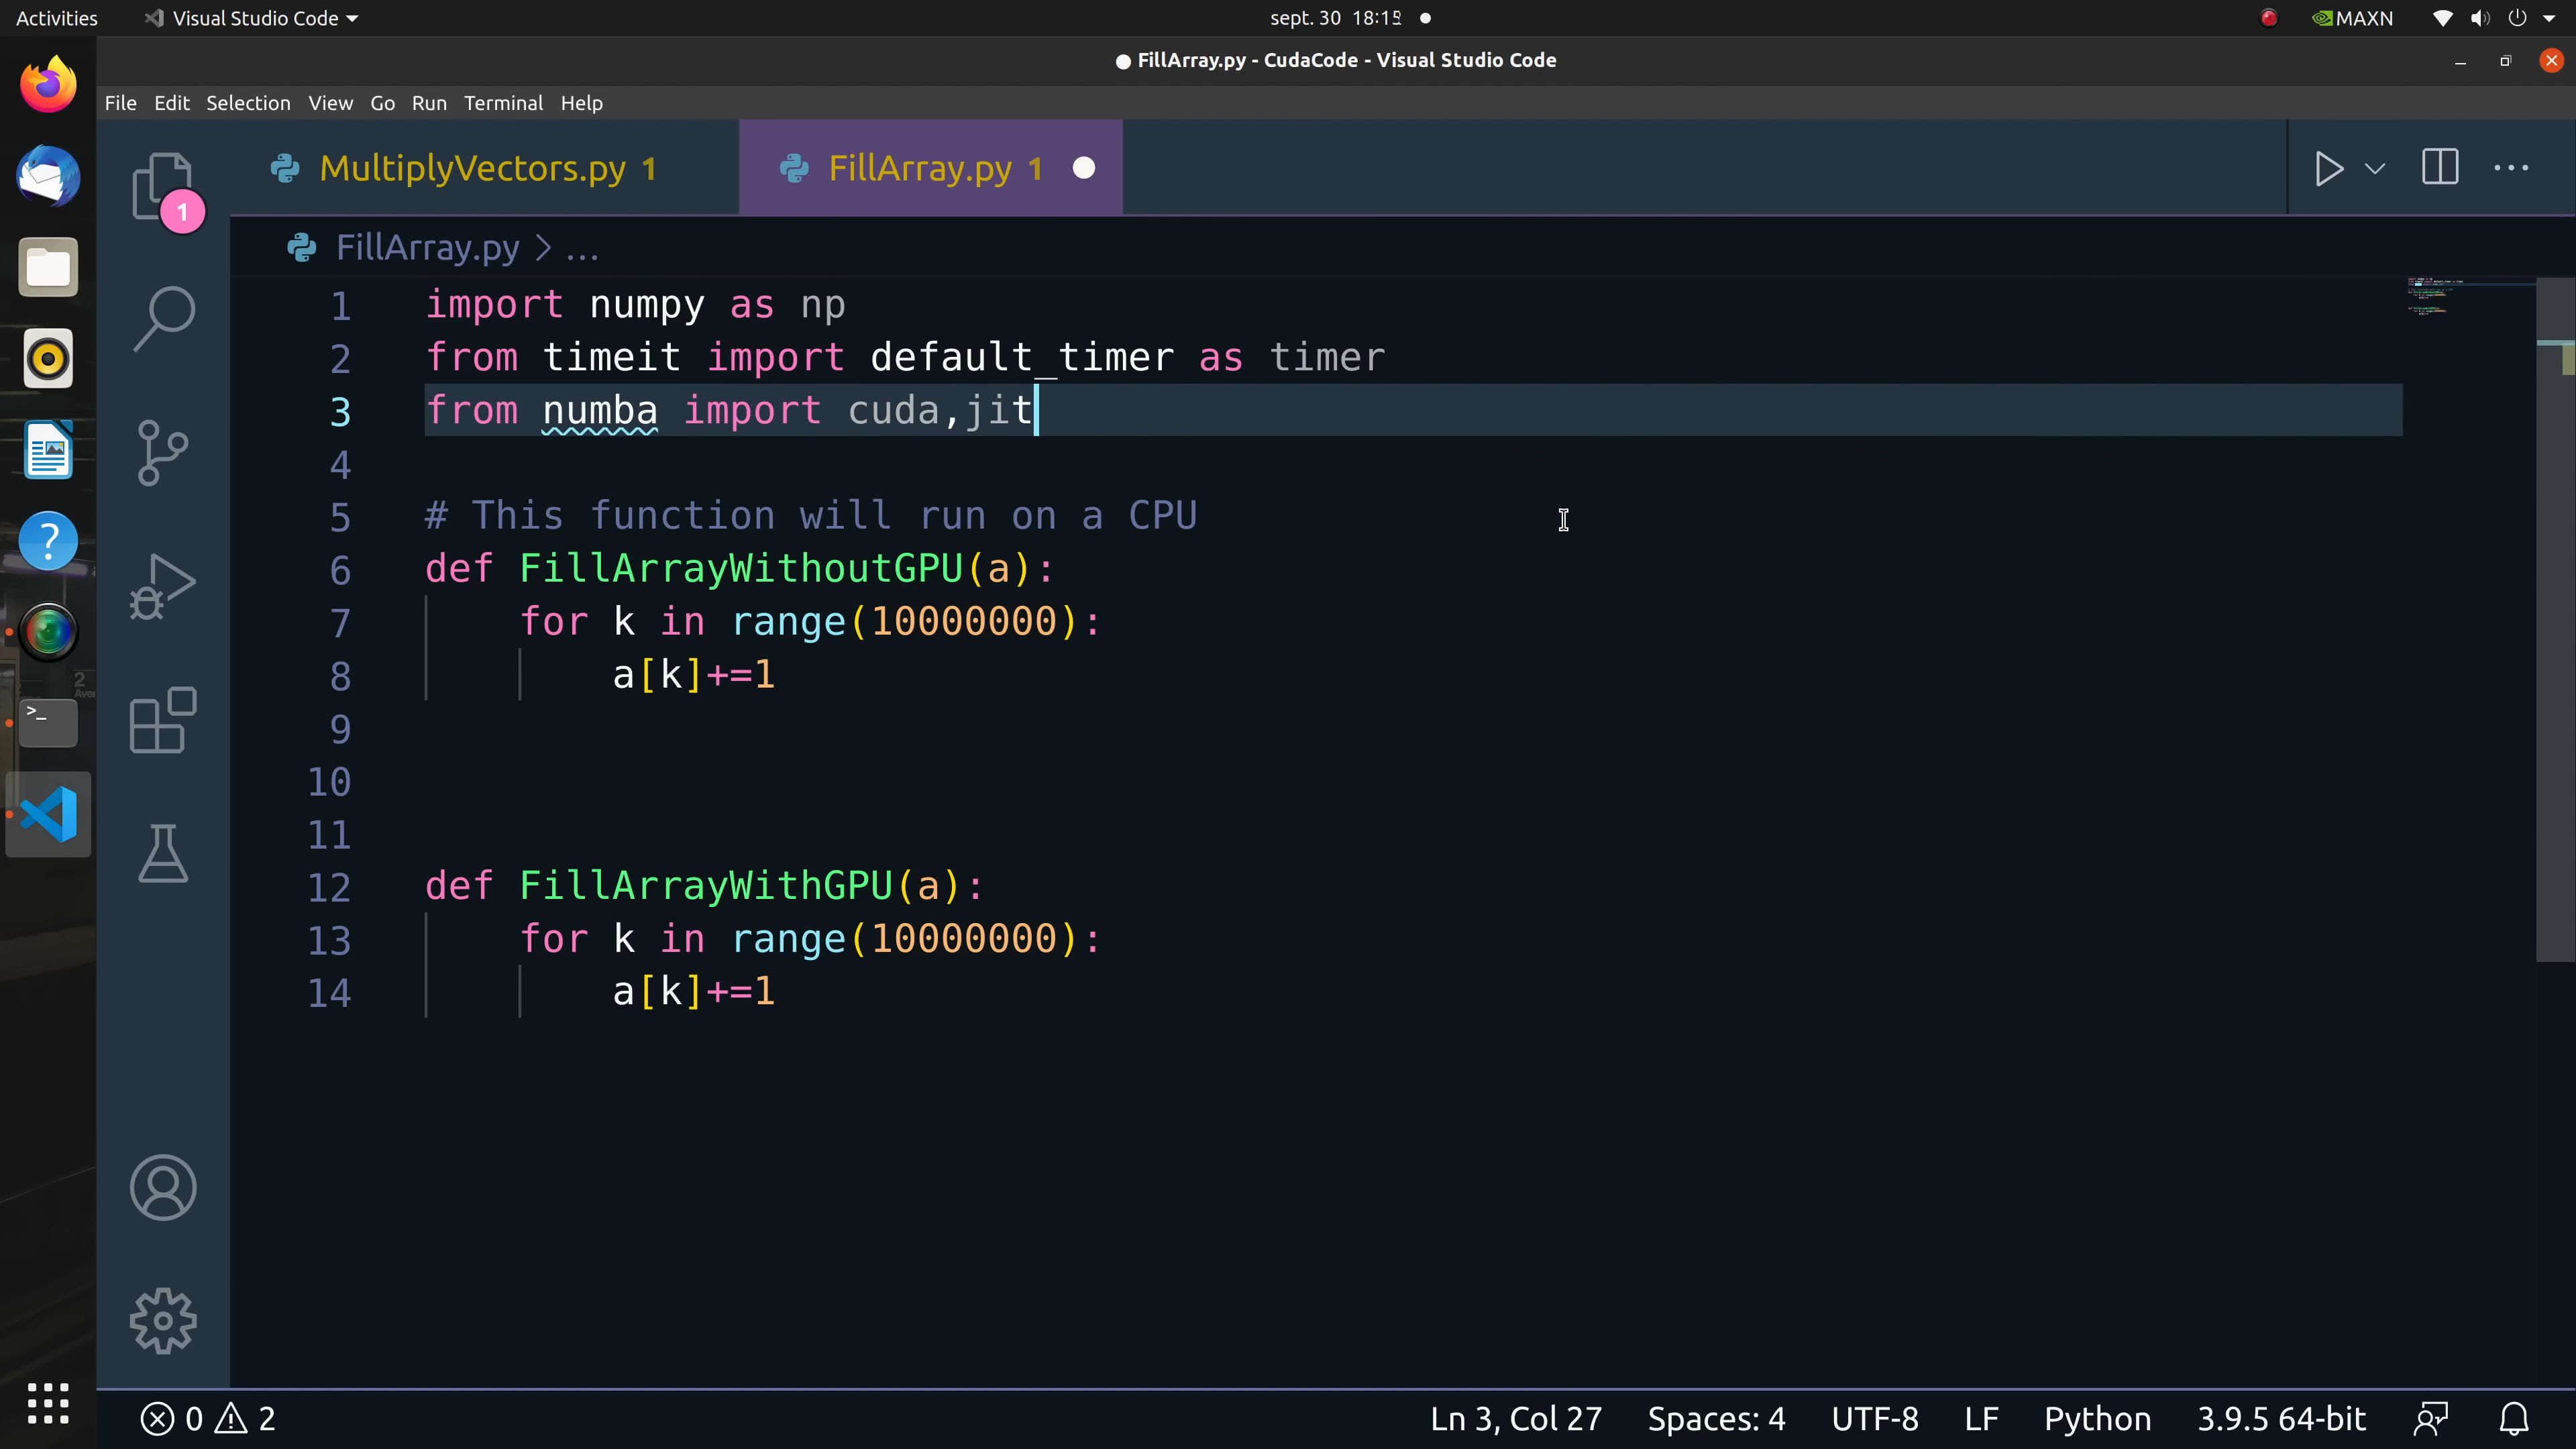 Activities
Visual Studio Code
sept. 30 18:15
MAXN
FillArray.py - CudaCode - Visual Studio Code
File Edit Selection View Go Run Terminal Help
1
MultiplyVectors.py 1
FillArray.py 1
FillArray.py > ...
1 import numpy as np
2 from timeit import default_timer as timer
3 from numba import cuda,jit
4
5 # This function will run on a CPU
6 def FillArrayWithoutGPU(a):
7 for k in range(10000000):
8 a[k]+=1
9
10
11
12 def FillArrayWithGPU(a):
13 for k in range(10000000):
14 a[k]+=1
0 2
Ln 3, Col 27 Spaces: 4 UTF-8 LF Python 3.9.5 64-bit